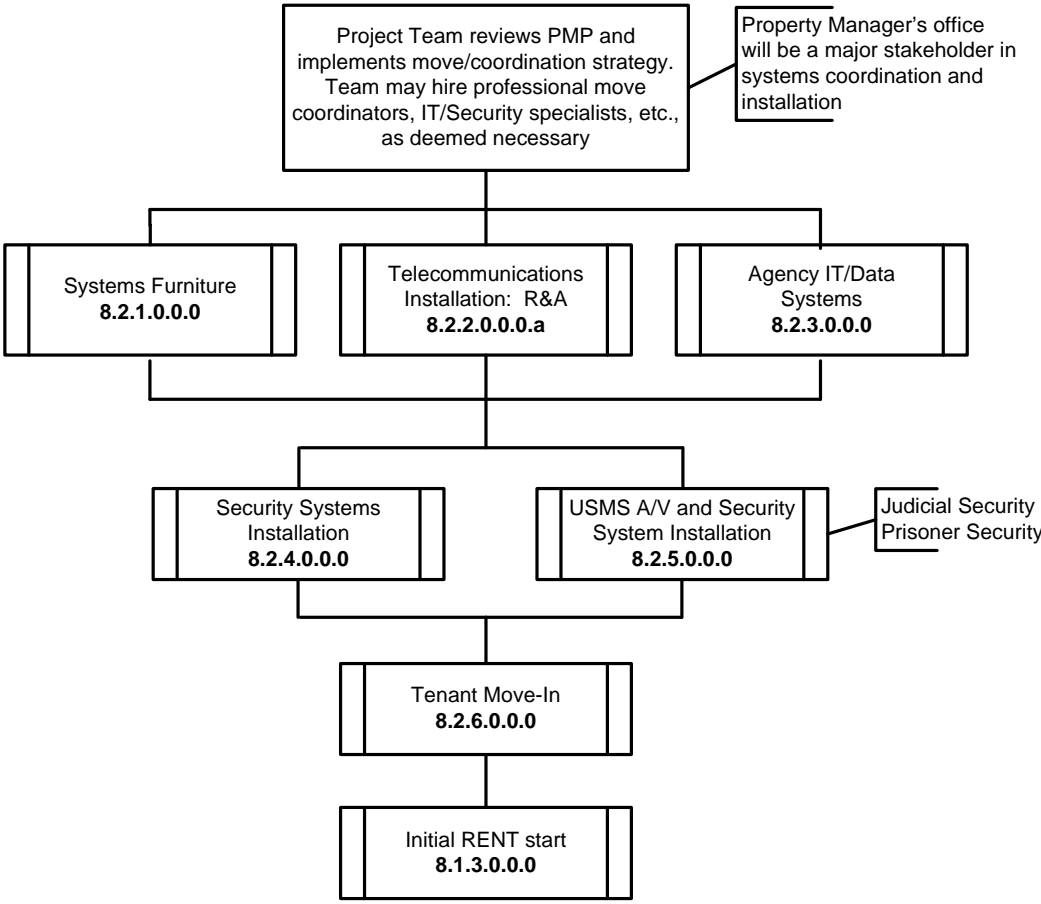 Project Team reviews PMP and
implements move/coordination strategy.
Team may hire professional move
coordinators, IT/Security specialists, etc.,
as deemed necessary
Property Manager’s office
will be a major stakeholder in
systems coordination and
installation
Systems Furniture
8.2.1.0.0.0
Telecommunications
Installation: R&A
8.2.2.0.0.0.a
Agency IT/Data
Systems
8.2.3.0.0.0
Security Systems
Installation
8.2.4.0.0.0
USMS A/V and Security
System Installation
8.2.5.0.0.0
Judicial Security
Prisoner Security
Tenant Move-In
8.2.6.0.0.0
Initial RENT start
8.1.3.0.0.0